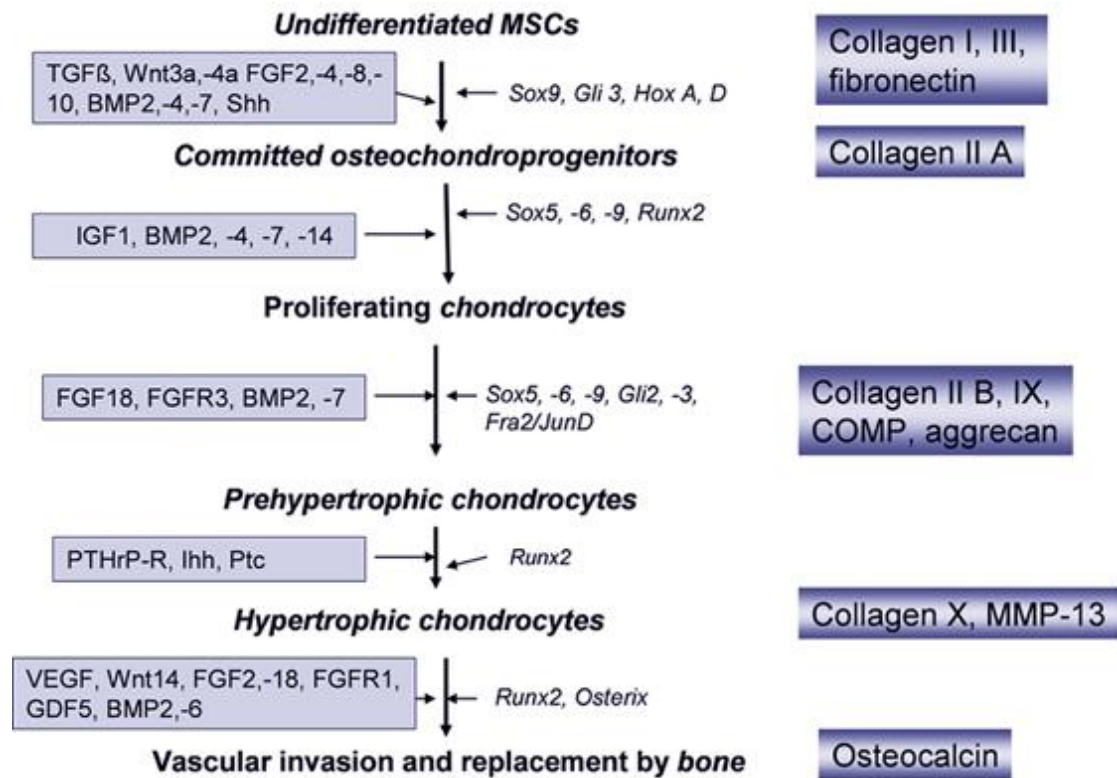 Undifferentiated MSCs
Collagen I, III,
fibronectin
TGFß, Wnt3a,-4a FGF2,-4,-8,-
10, BMP2,-4,-7, Shh
Sox9, Gli 3, Hox A, D
Committed osteochondroprogenitors
Collagen II A
Sox5, -6, -9, Runx2
IGF1, BMP2, -4, -7, -14
Proliferating chondrocytes
FGF18, FGFR3, BMP2, -7
Sox5, -6, -9, Gli2, -3,
Fra2/JunD
Collagen II B, IX,
COMP, aggrecan
Prehypertrophic chondrocytes
PTHrP-R, Ihh, Ptc
Runx2
Hypertrophic chondrocytes
Collagen X, MMP-13
VEGF, Wnt14, FGF2,-18, FGFR1,
GDF5, BMP2,-6
Runx2, Osterix
Vascular invasion and replacement by bone
Osteocalcin